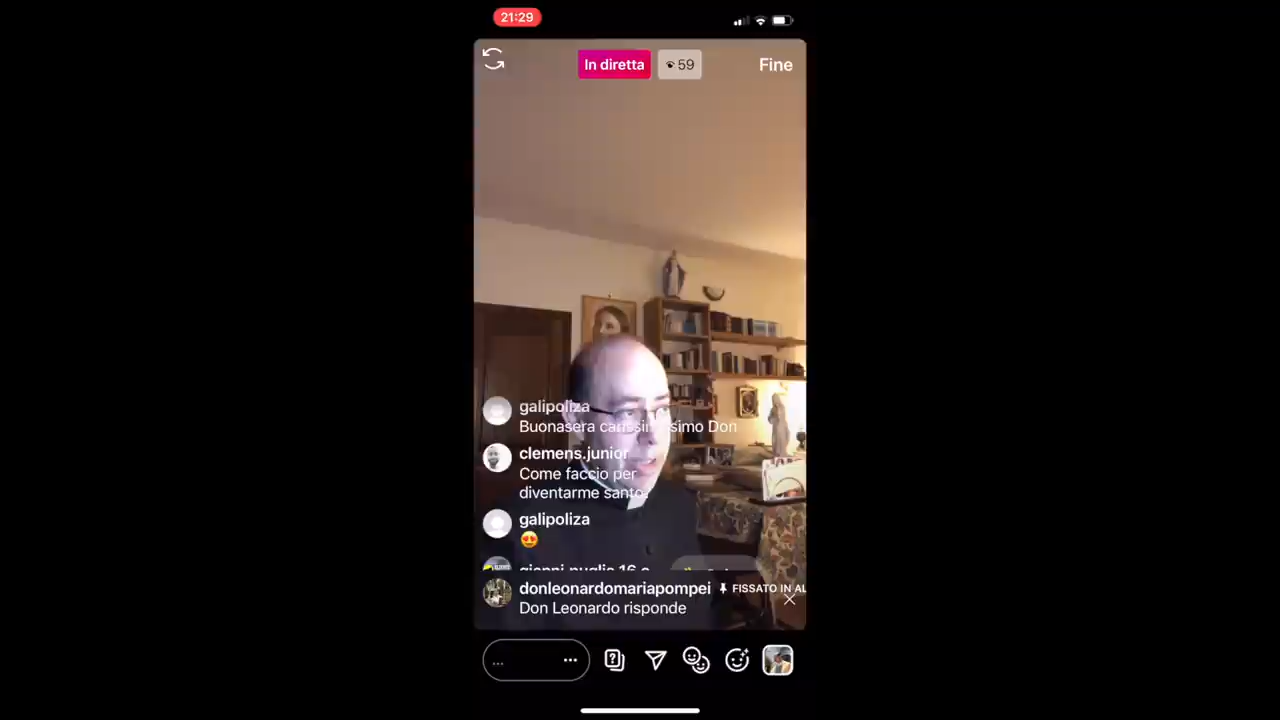 21:29
In diretta
59
Fine
galipoliza
Buonasera carissimissimo Don
clemens.junior
Come faccio per
diventarme santo
galipoliza
donleonardomariapompei FISSATO IN AL
Don Leonardo risponde
...